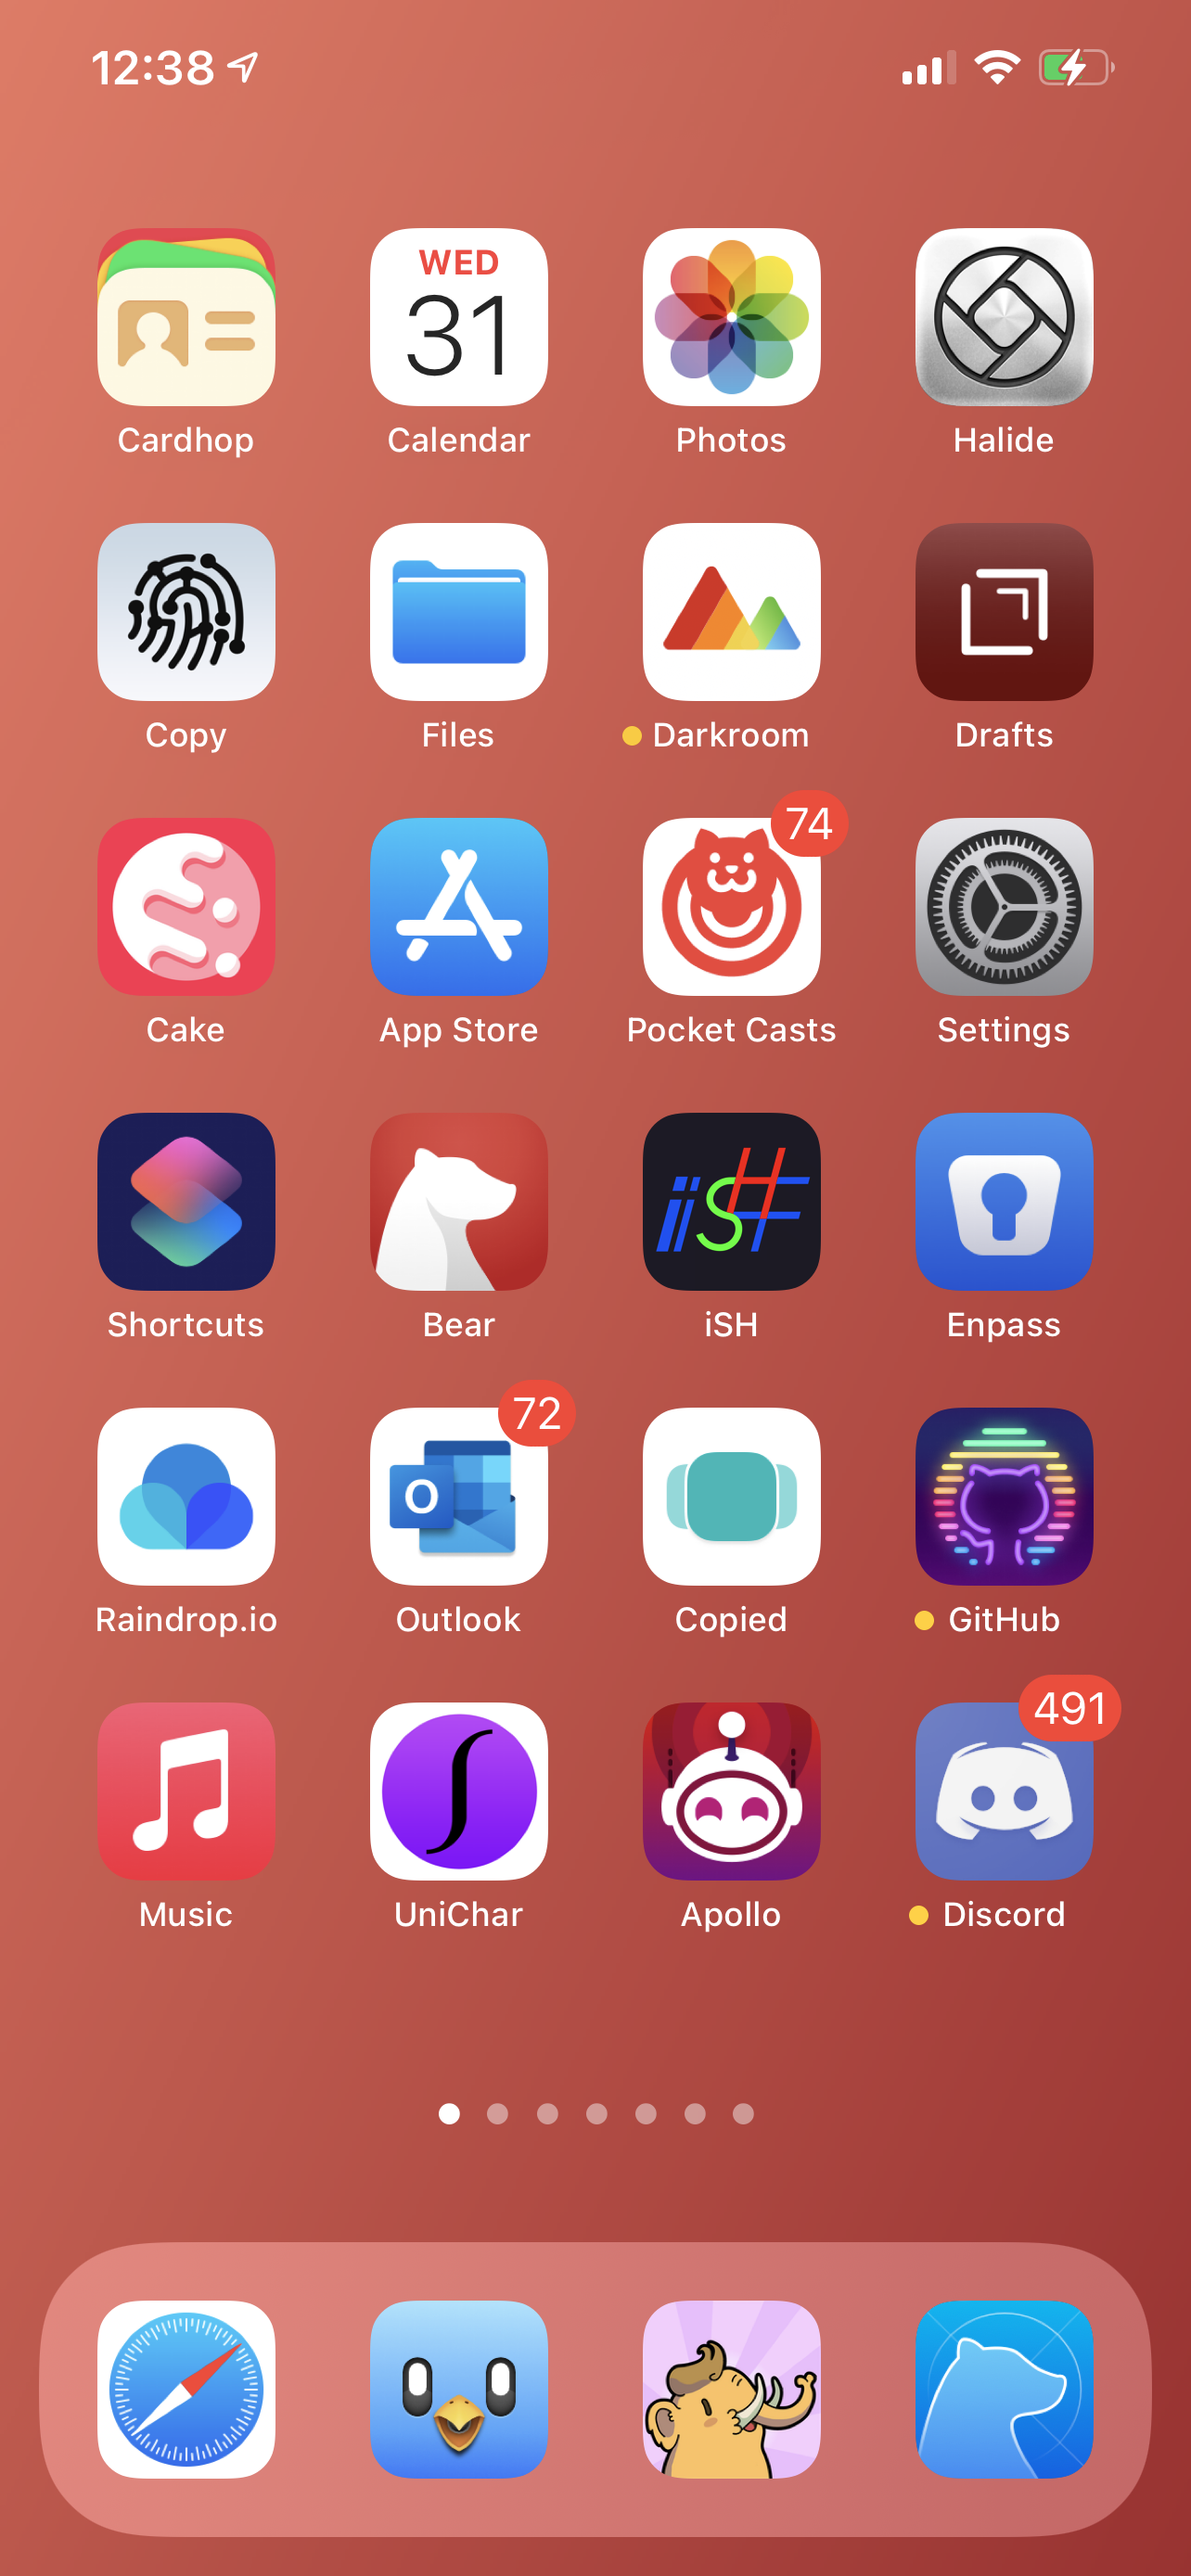 12:38
WED
31
Cardhop
Calendar
Photos
Halide
Copy
Files
Darkroom
Drafts
74
Cake
App Store
Pocket Casts
Settings
iSH
Shortcuts
Bear
iSH
Enpass
72
O
Raindrop.io
Outlook
Copied
GitHub
491
Music
UniChar
Apollo
Discord